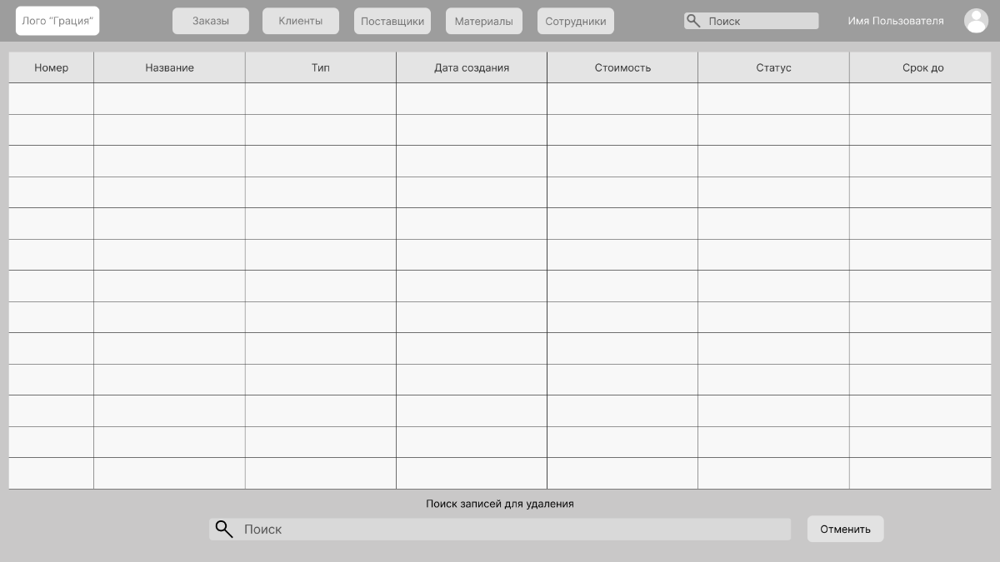 Лого “Грация”
Заказы
Клиенты
Поставщики
Материалы
Сотрудники
Поиск
Имя Пользователя
Номер
Название
Тип
Дата создания
Стоимость
Статус
Срок до
Поиск записей для удаления
Поиск
Отменить